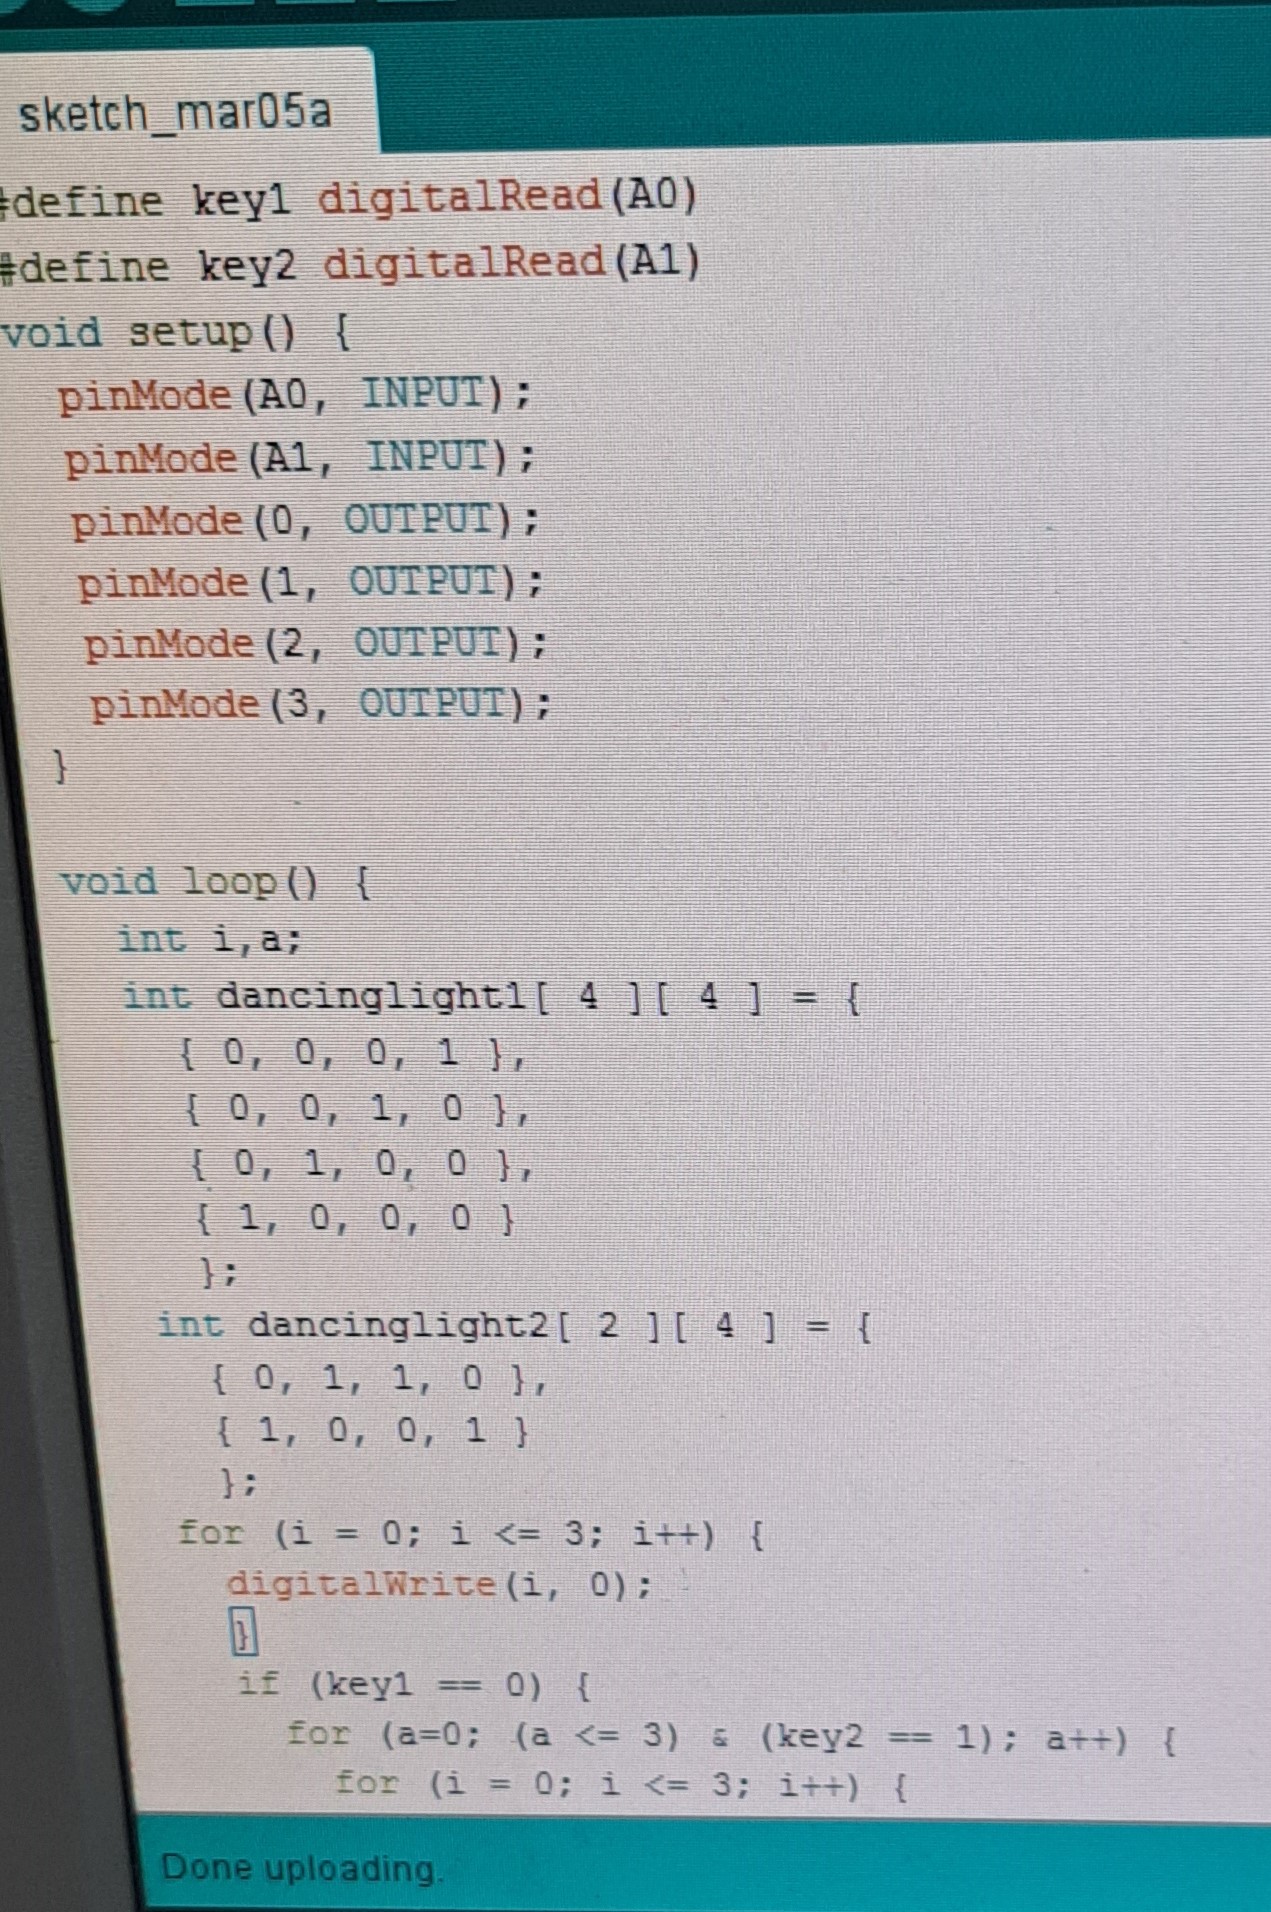 sketch_mar05a
#define key1 digitalRead(A0)
#define key2 digitalRead(A1)
void setup() {
  pinMode(A0, INPUT);
  pinMode(A1, INPUT);
  pinMode(0, OUTPUT);
  pinMode(1, OUTPUT);
  pinMode(2, OUTPUT);
  pinMode(3, OUTPUT);
}
void loop() {
  int i,a;
  int dancinglight1[ 4 ][ 4 ] = {
    { 0, 0, 0, 1 },
    { 0, 0, 1, 0 },
    { 0, 1, 0, 0 },
    { 1, 0, 0, 0 }
    };
  int dancinglight2[ 2 ][ 4 ] = {
    { 0, 1, 1, 0 },
    { 1, 0, 0, 1 }
    };
  for (i = 0; i <= 3; i++) {
    digitalWrite(i, 0);
    }
    if (key1 == 0) {
      for (a=0; (a <= 3) & (key2 == 1); a++) {
        for (i = 0; i <= 3; i++) {
Done uploading.